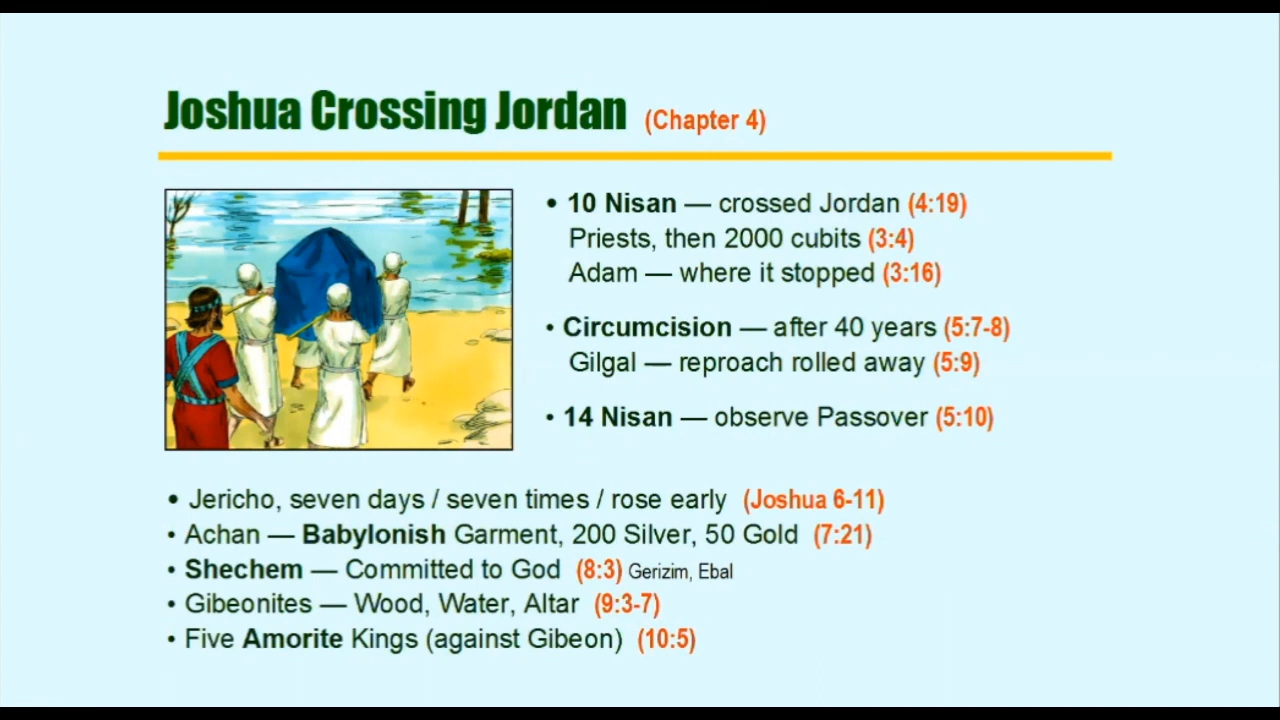 Joshua Crossing Jordan (Chapter 4)
• 10 Nisan — crossed Jordan (4:19)
Priests, then 2000 cubits (3:4)
Adam — where it stopped (3:16)
• Circumcision — after 40 years (5:7-8)
Gilgal — reproach rolled away (5:9)
• 14 Nisan — observe Passover (5:10)
• Jericho, seven days / seven times / rose early (Joshua 6-11)
• Achan — Babylonish Garment, 200 Silver, 50 Gold (7:21)
• Shechem — Committed to God (8:3) Gerizim, Ebal
• Gibeonites — Wood, Water, Altar (9:3-7)
• Five Amorite Kings (against Gibeon) (10:5)